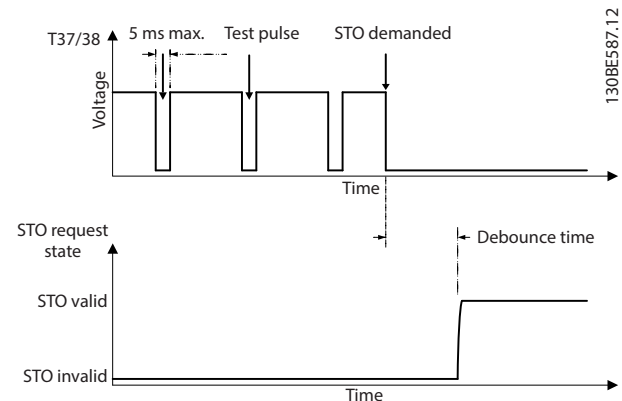 T37/38
5 ms max.
Test pulse
STO demanded
130BE587.12
Voltage
Time
STO request
state
Debounce time
STO valid
STO invalid
Time